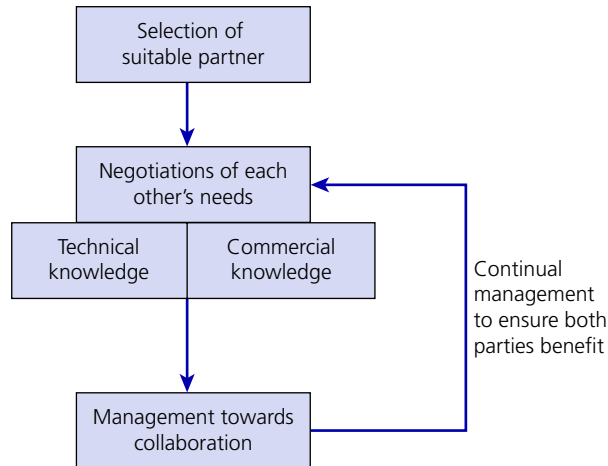 Selection of
suitable partner
Negotiations of each
other's needs
Technical
knowledge
Commercial
knowledge
Continual
management
to ensure both
parties benefit
Management towards
collaboration